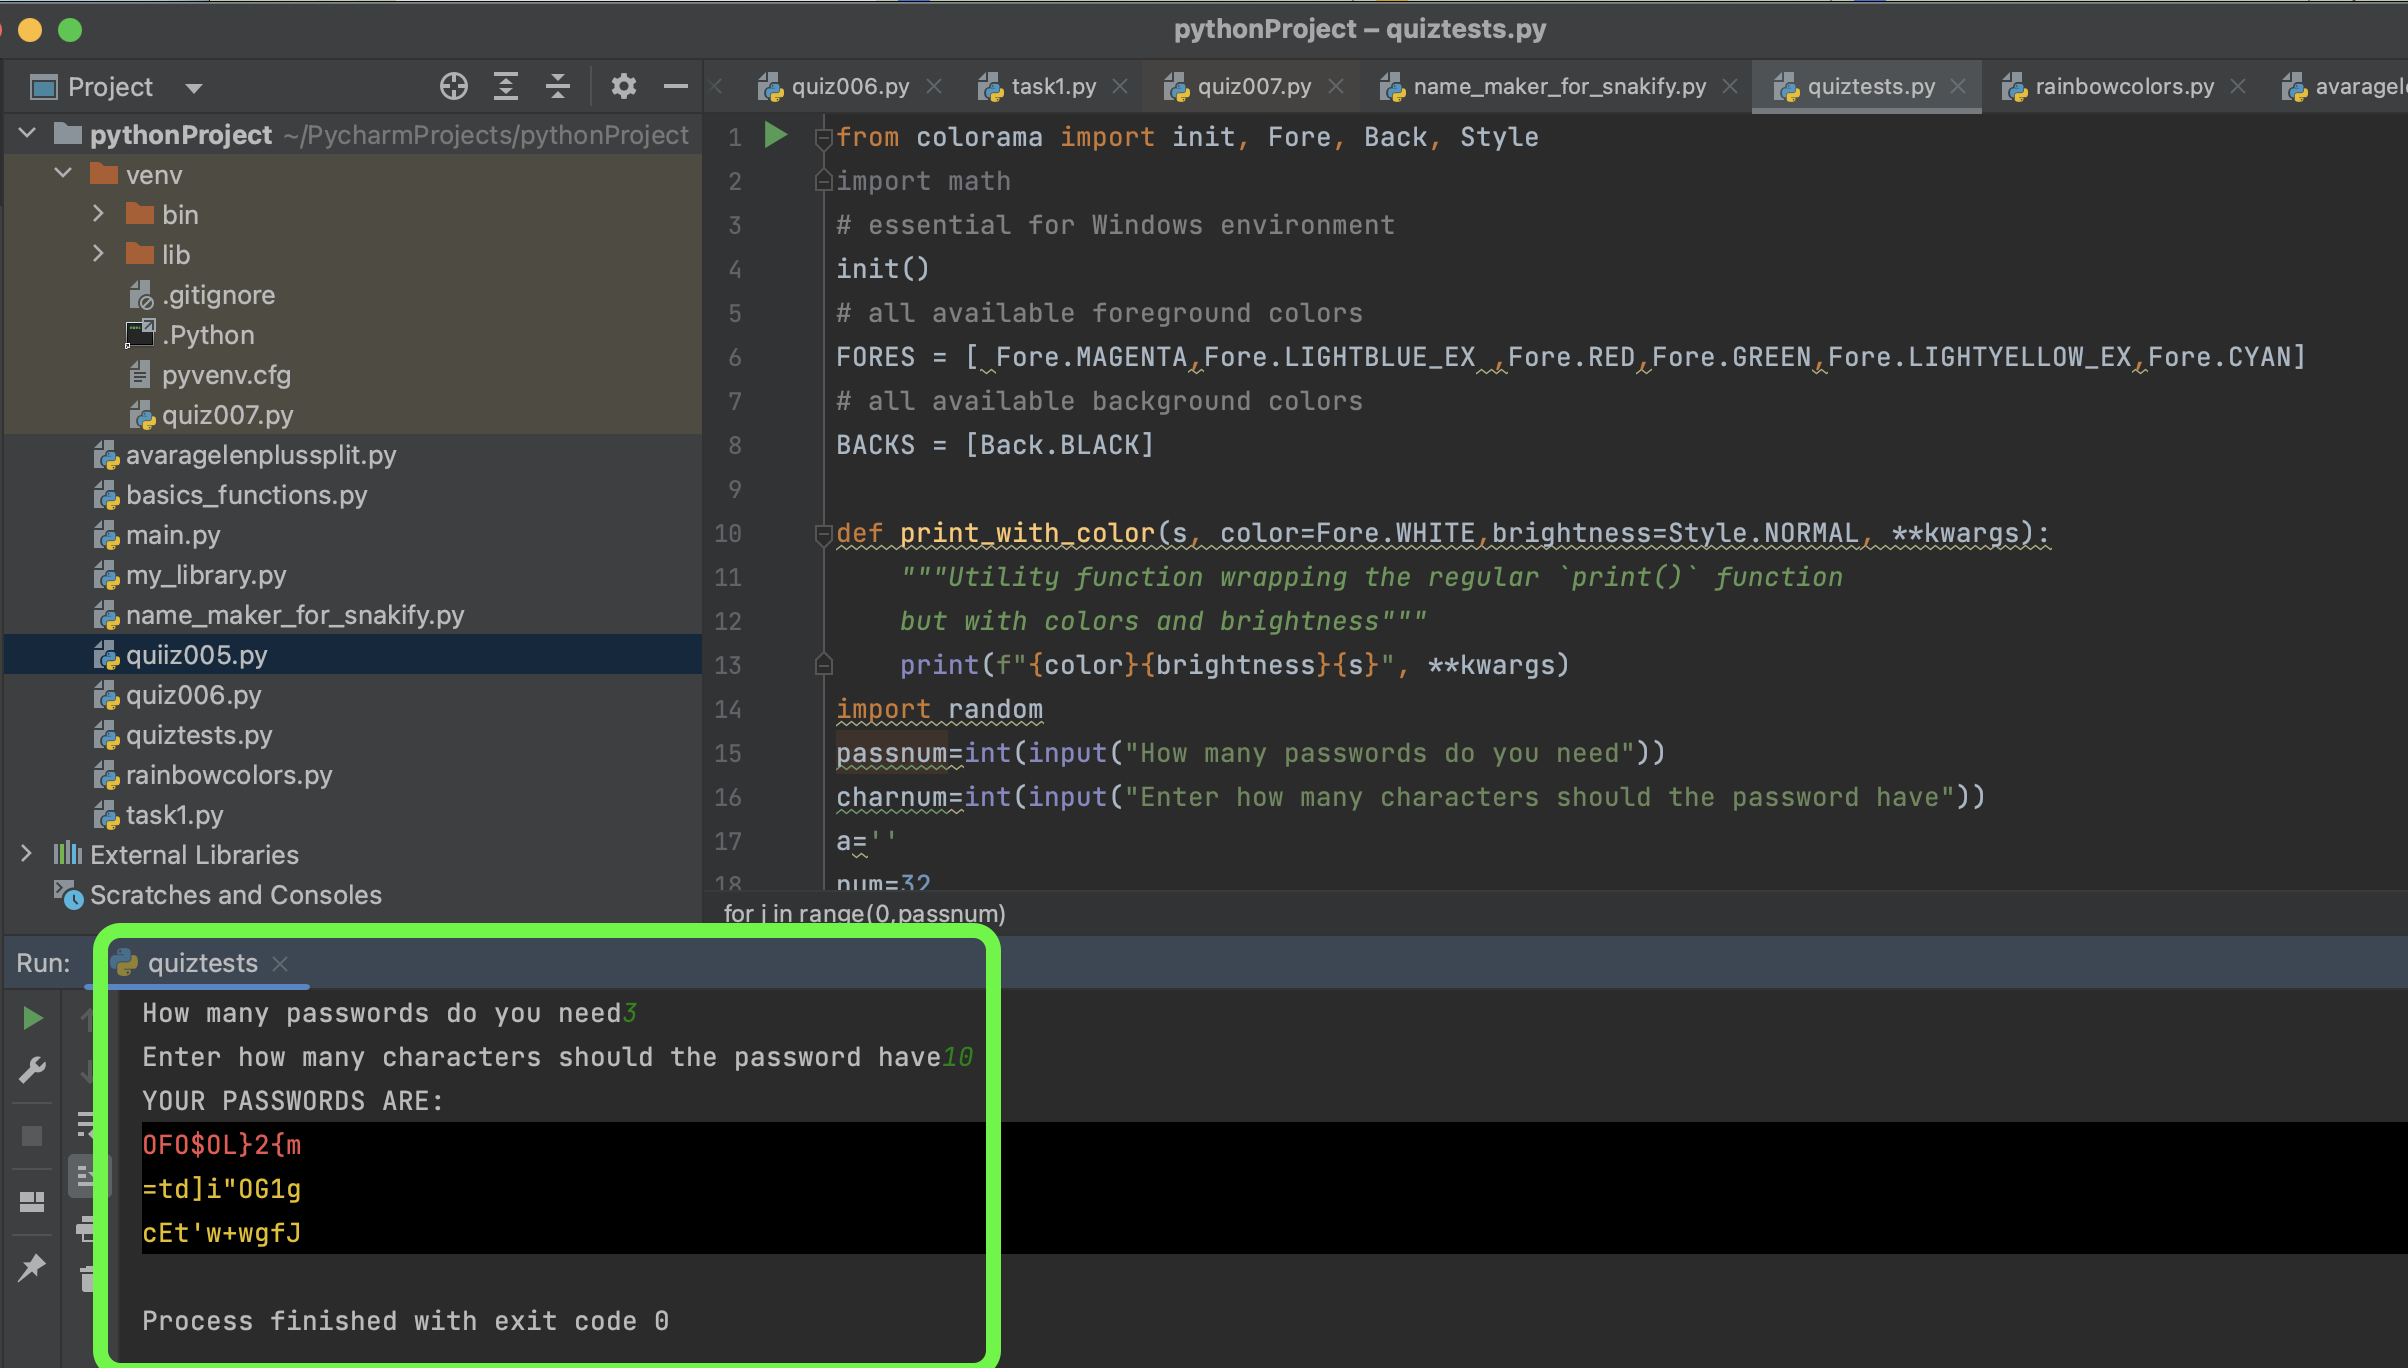 pythonProject – quiztests.py
Project
quiz006.py
task1.py
quiz007.py
name_maker_for_snakify.py
quiztests.py
rainbowcolors.py
pythonProject ~/PycharmProjects/pythonProject
venv
bin
lib
.gitignore
.Python
pyvenv.cfg
quiz007.py
avaragelenplussplit.py
basics_functions.py
main.py
my_library.py
name_maker_for_snakify.py
quiiz005.py
quiz006.py
quiztests.py
rainbowcolors.py
task1.py
External Libraries
Scratches and Consoles
1 from colorama import init, Fore, Back, Style
2 import math
3 # essential for Windows environment
4 init()
5 # all available foreground colors
6 FORES = [ Fore.MAGENTA,Fore.LIGHTBLUE_EX ,Fore.RED,Fore.GREEN,Fore.LIGHTYELLOW_EX,Fore.CYAN]
7 # all available background colors
8 BACKS = [Back.BLACK]
9
10 def print_with_color(s, color=Fore.WHITE,brightness=Style.NORMAL, **kwargs):
11 """Utility function wrapping the regular `print()` function
12 but with colors and brightness"""
13 print(f"{color}{brightness}{s}", **kwargs)
14 import random
15 passnum=int(input("How many passwords do you need"))
16 charnum=int(input("Enter how many characters should the password have"))
17 a=''
18 num=32
for i in range(0,passnum)
Run: quiztests
How many passwords do you need3
Enter how many characters should the password have10
YOUR PASSWORDS ARE:
OFO$OL}2{m
=td]i"OG1g
cEt'w+wgfJ
Process finished with exit code 0